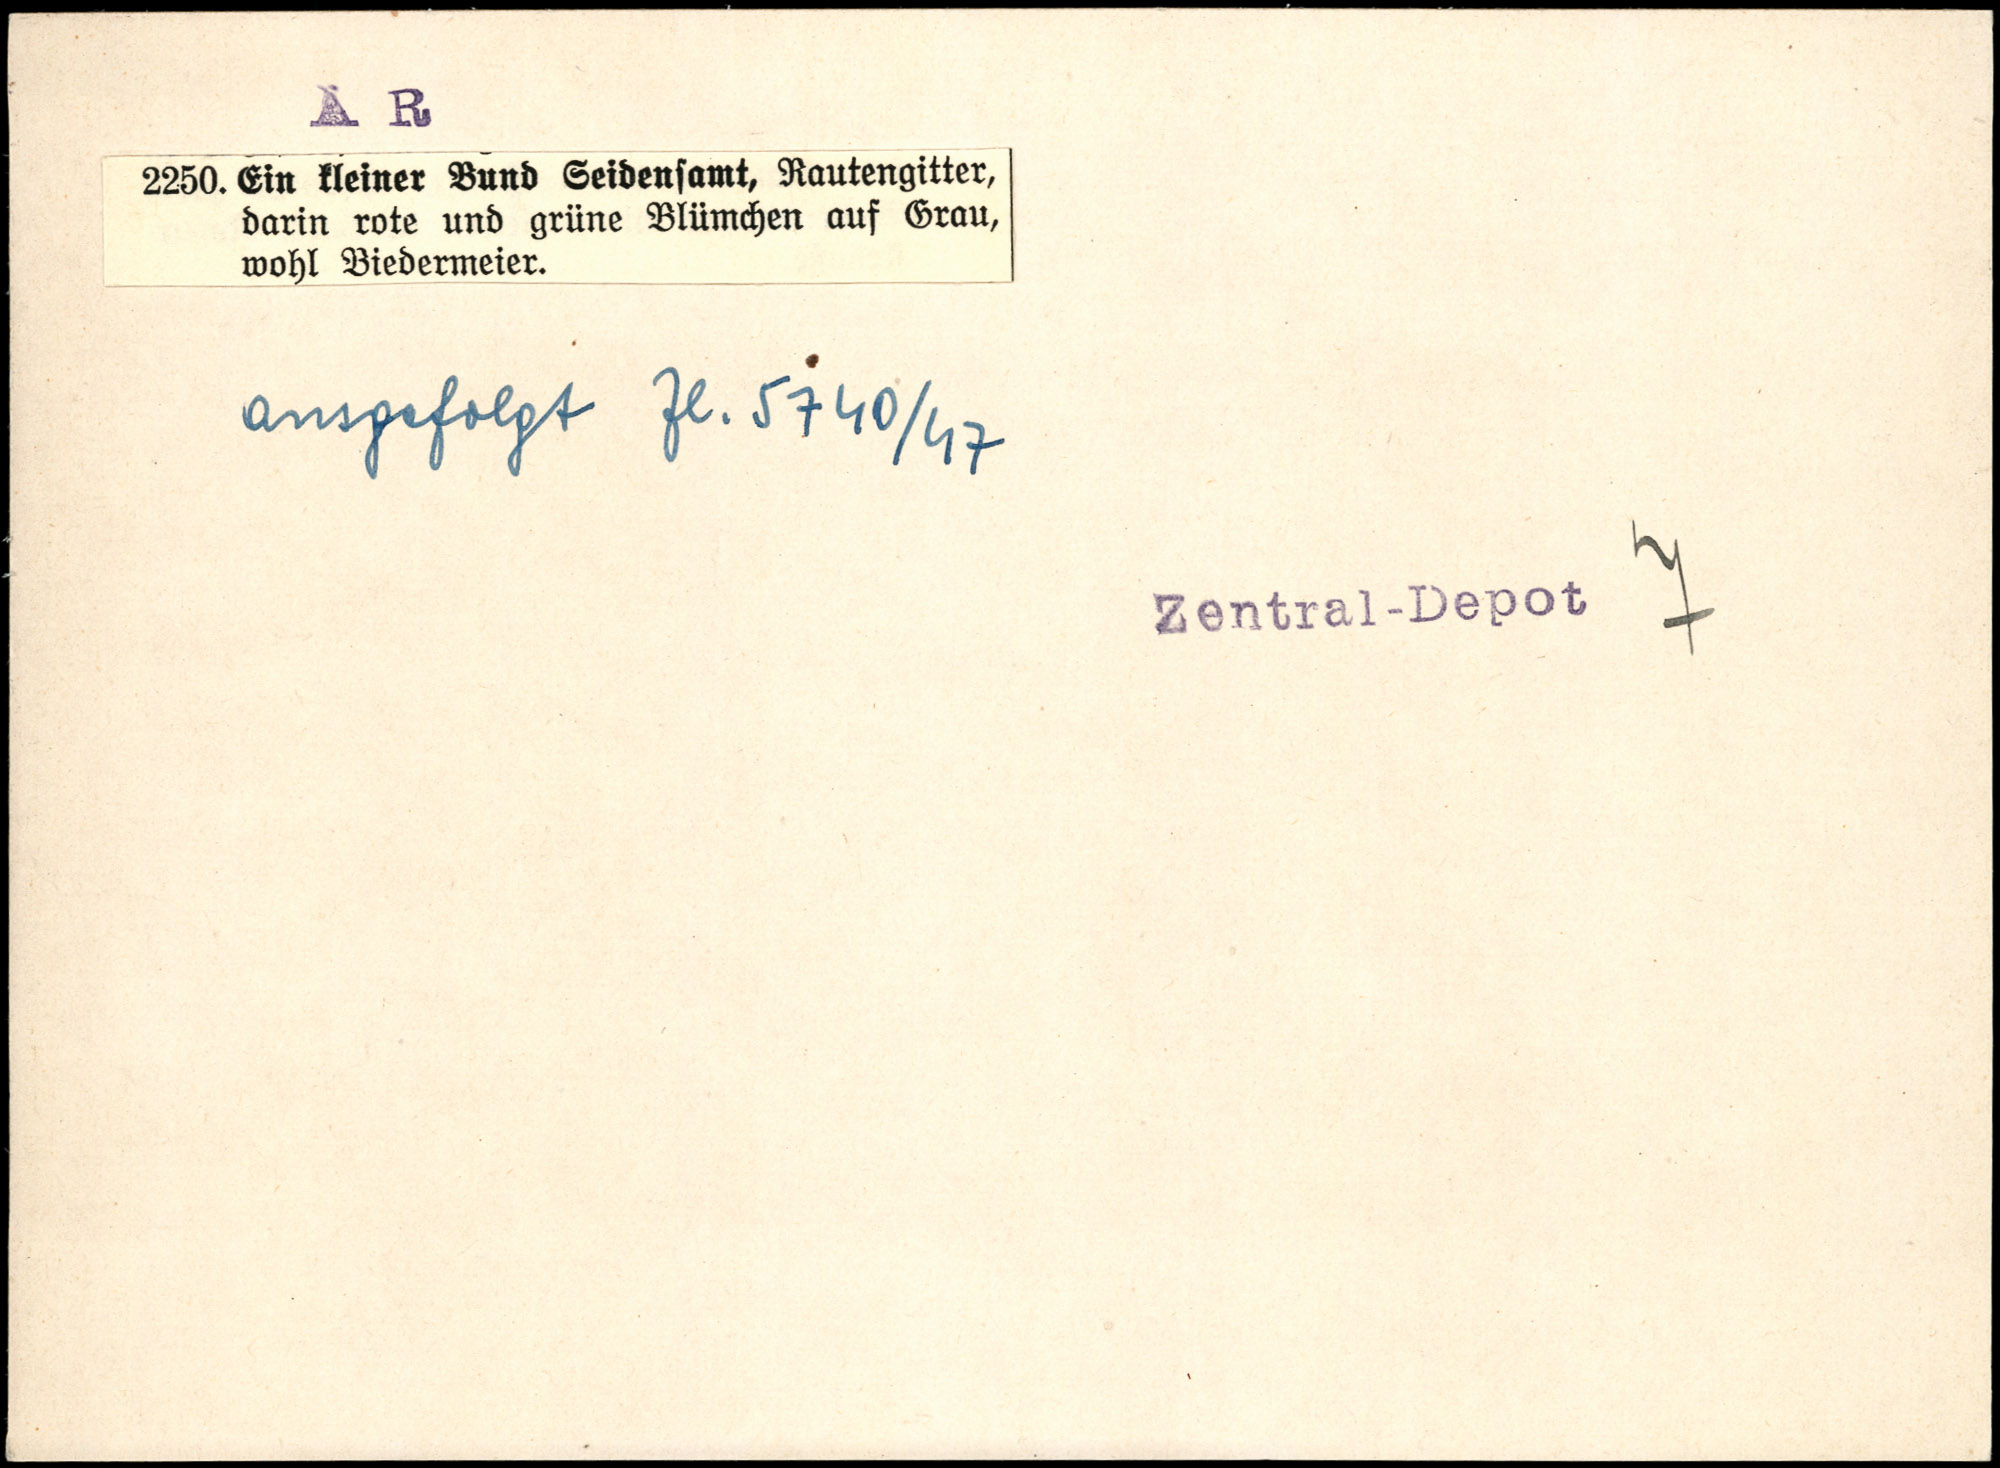 A R
2250. Ein kleiner Bund Seidensamt, Rautengitter,
darin rote und grüne Blümchen auf Grau,
wohl Biedermeier.
ausgefolgt Zl. 5740/47
Zentral-Depot 7